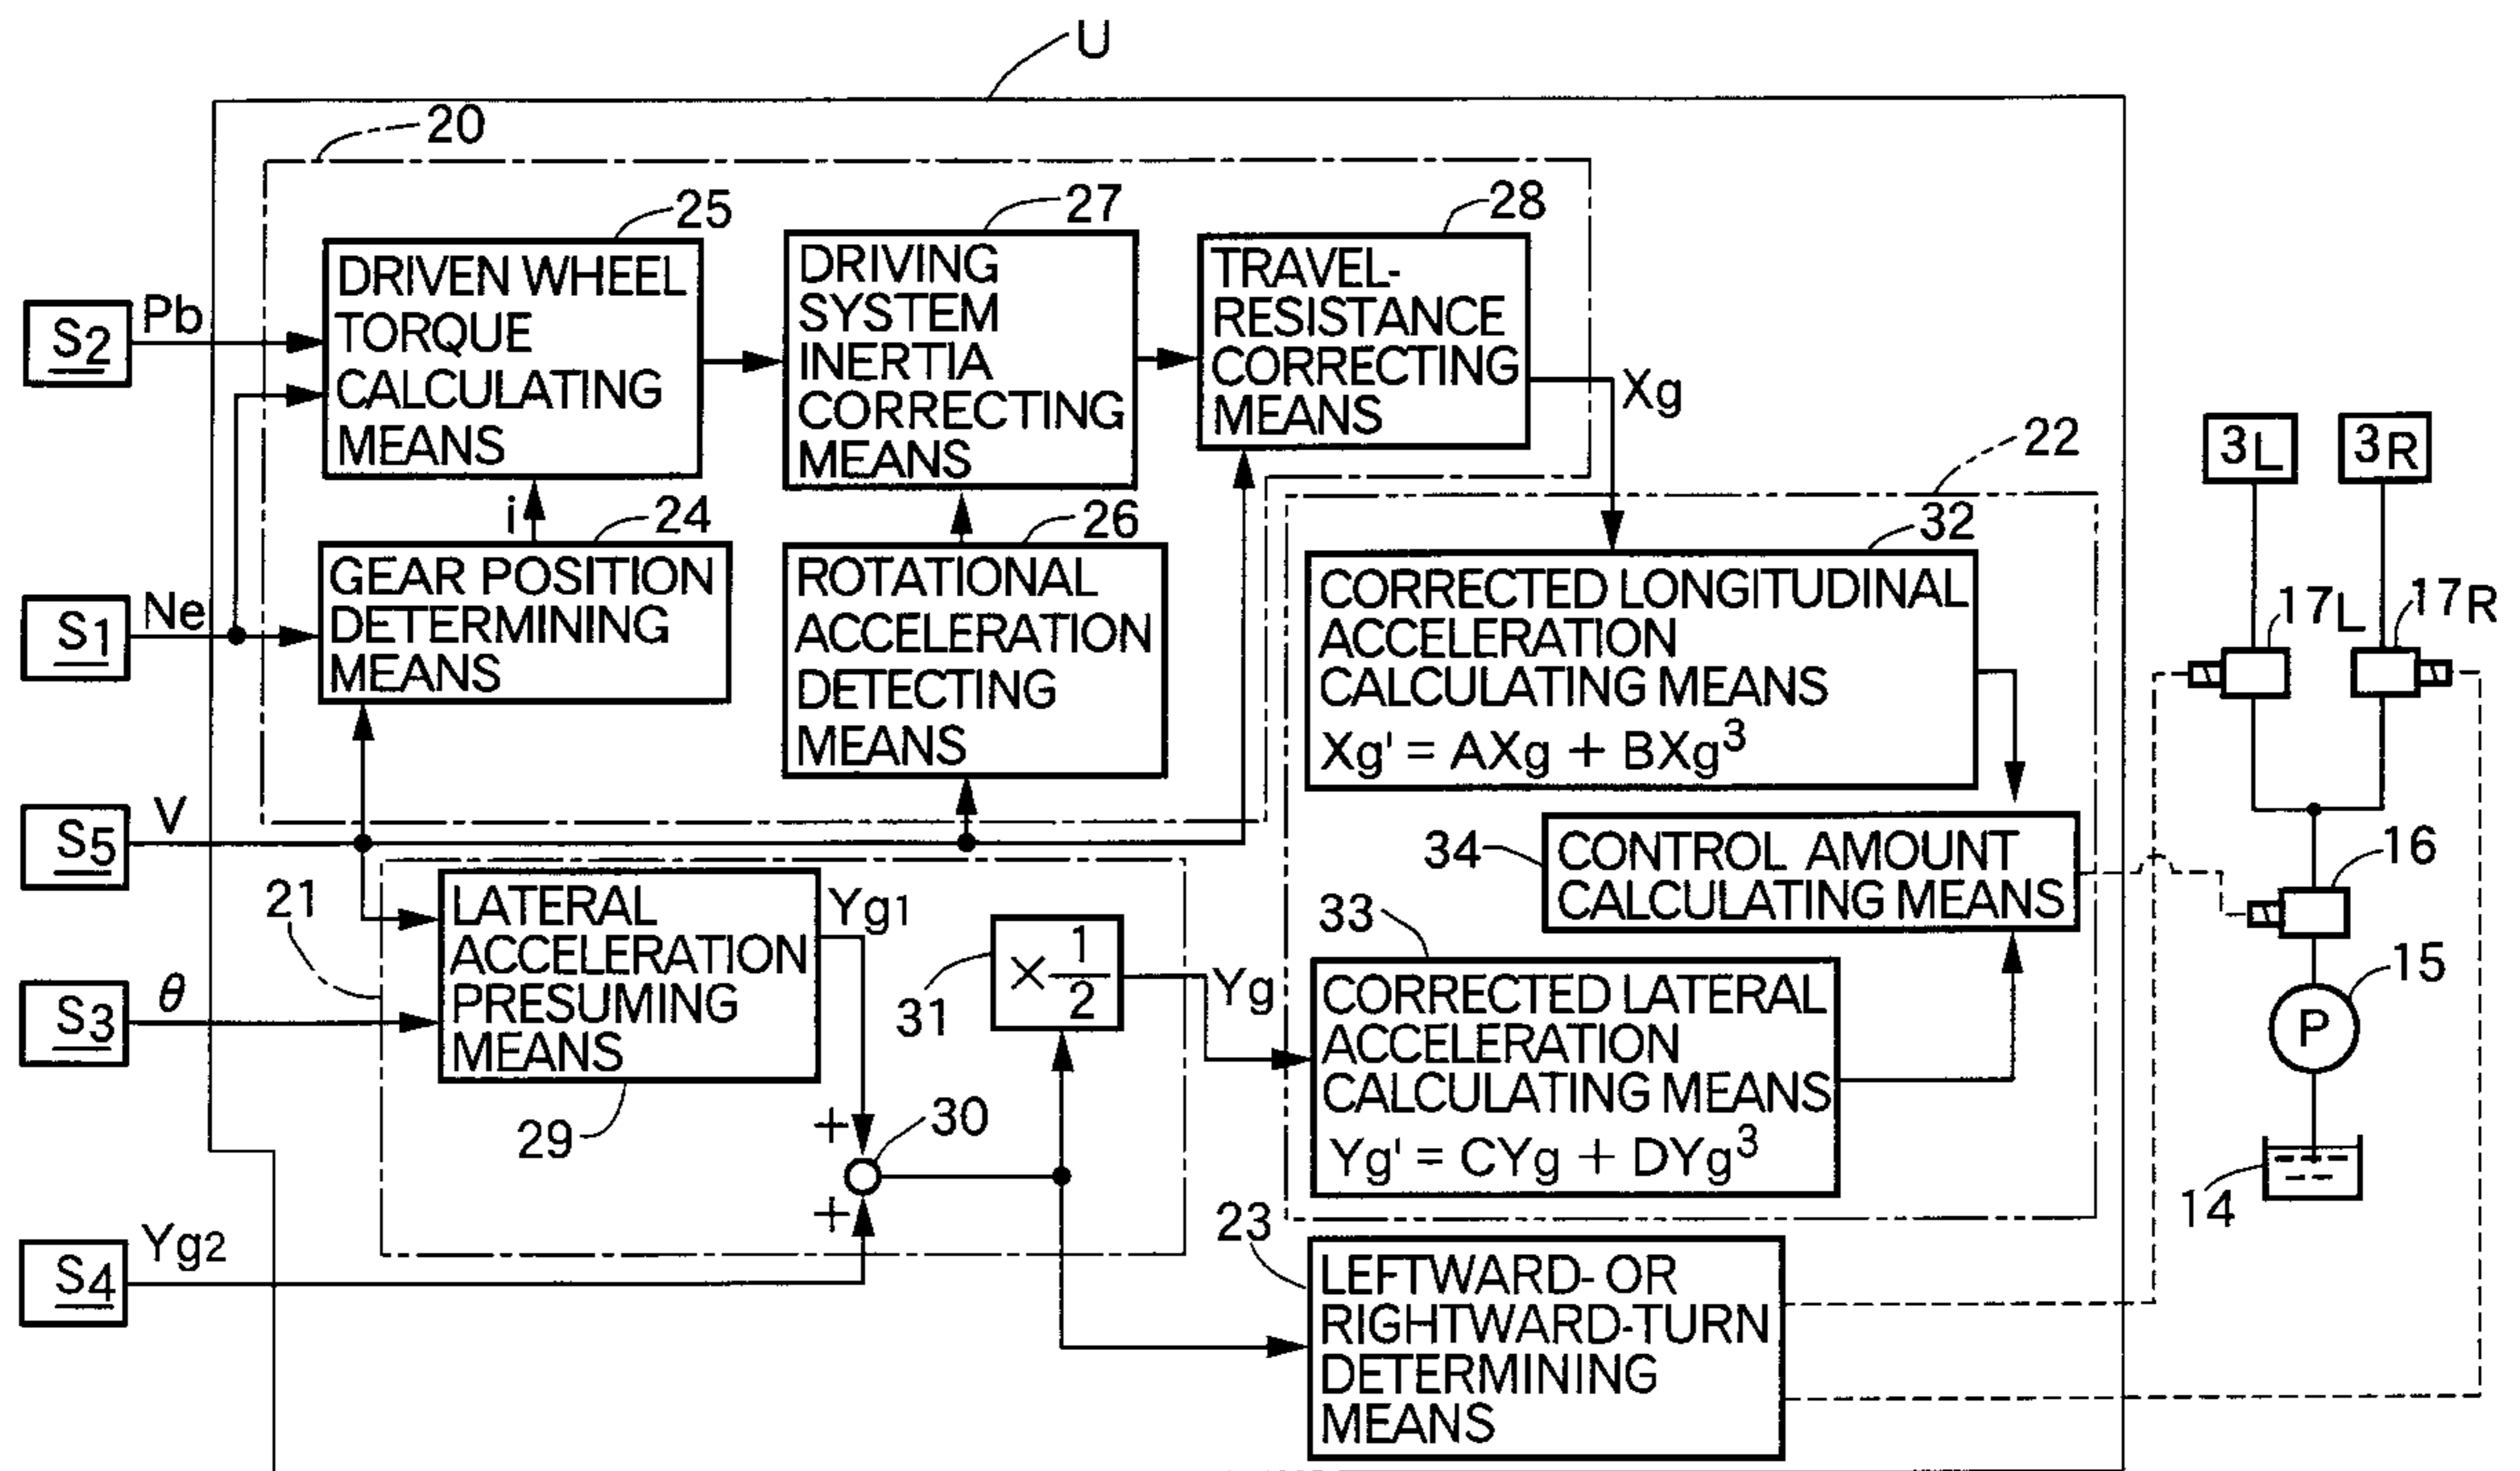 U
20
25
27
28
DRIVEN WHEEL
TORQUE
CALCULATING
MEANS
DRIVING
SYSTEM
INERTIA
CORRECTING
MEANS
TRAVEL-
RESISTANCE
CORRECTING
MEANS
S2
Pb
Xg
22
3L
3R
i
24
26
32
GEAR POSITION
DETERMINING
MEANS
ROTATIONAL
ACCELERATION
DETECTING
MEANS
CORRECTED LONGITUDINAL
ACCELERATION
CALCULATING MEANS
Xg' = AXg + BXg³
S1
Ne
17L
17R
S5
V
34
CONTROL AMOUNT
CALCULATING MEANS
16
21
LATERAL
ACCELERATION
PRESUMING
MEANS
Yg1
29
31
×1/2
Yg
33
CORRECTED LATERAL
ACCELERATION
CALCULATING MEANS
Yg' = CYg + DYg³
15
P
S3
θ
+
30
+
14
S4
Yg2
23
LEFTWARD- OR
RIGHTWARD-TURN
DETERMINING
MEANS